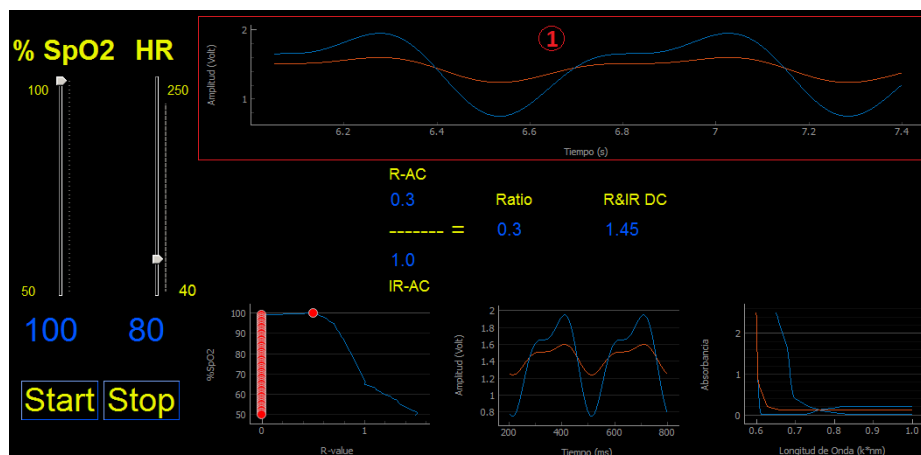 % SpO2 HR
100
250
50
40
100
80
Start
Stop
1
Amplitud (Volt)
2
1
6.2 6.4 6.6 6.8 7 7.2 7.4
Tiempo (s)
R-AC
0.3
------- =
1.0
IR-AC
Ratio
0.3
R&IR DC
1.45
%SpO2
100
90
80
70
60
50
0 1
R-value
Amplitud (Volt)
2
1.8
1.6
1.4
1.2
1
0.8
200 400 600 800
Tiempo (ms)
Absorbancia
2
1
0
0.6 0.7 0.8 0.9 1.0
Longitud de Onda (k*nm)